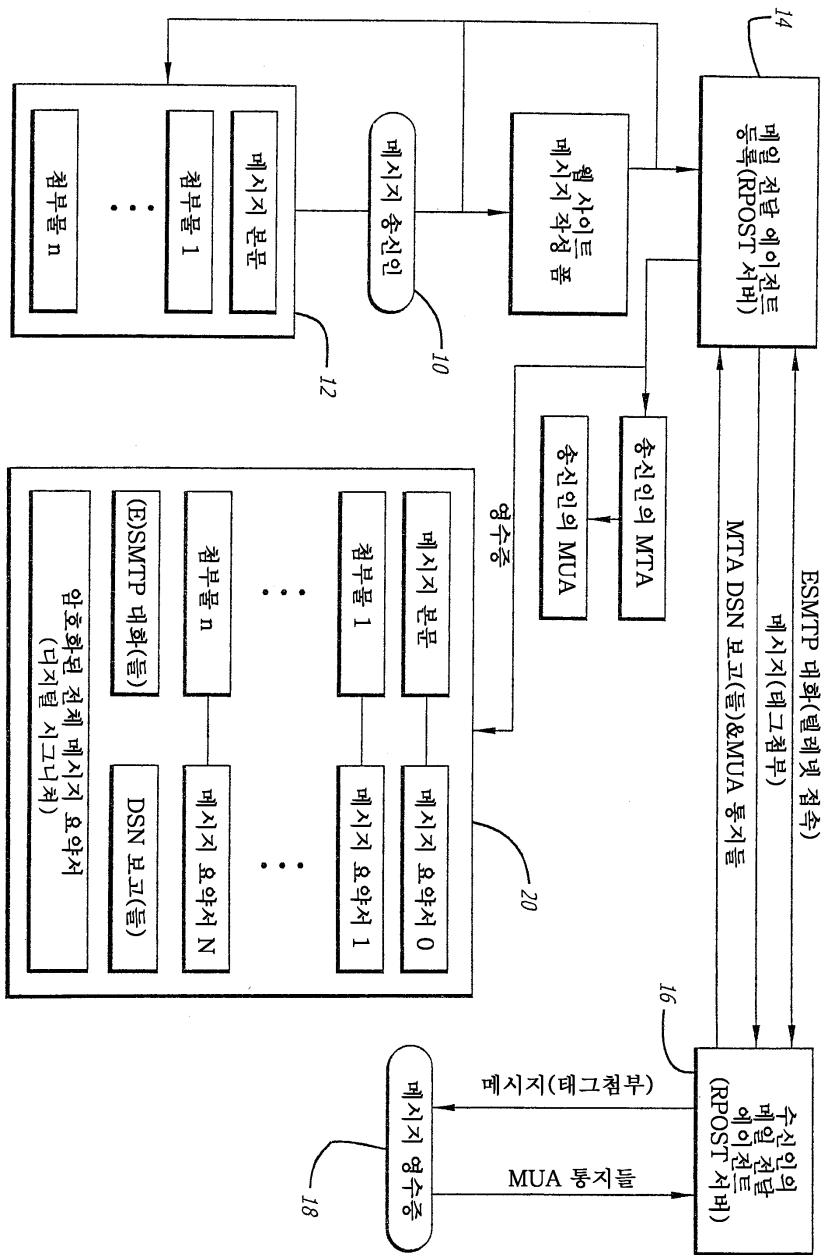 14
메일 전달 에이전트
등록(RPOST 서버)
웹 사이트
메시지 작성 폼
메시지 송신인
10
메시지 본문
첨부물 1
• • •
첨부물 n
12
ESMTP 대화(텔레넷 접속)
메시지(태그첨부)
MTA DSN 보고(들)&MUA 통지들
송신인의 MTA
송신인의 MUA
영수증
메시지 본문
메시지 요약서 0
첨부물 1
메시지 요약서 1
• • •
• • •
첨부물 n
메시지 요약서 N
(E)SMTP 대화(들)
DSN 보고(들)
암호화된 전체 메시지 요약서
(디지털 시그니쳐)
20
16
수신인의
메일 전달
에이전트
(RPOST 서버)
메시지(태그첨부)
MUA 통지들
메시지 영수증
18